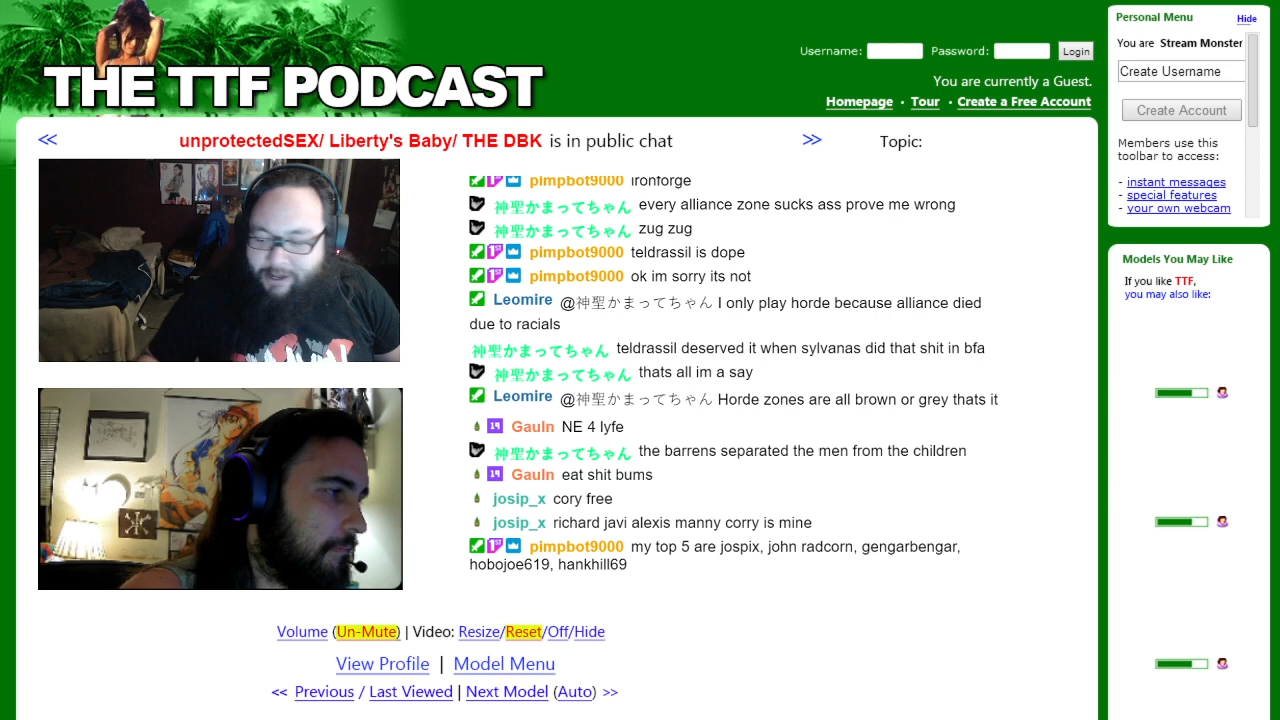 THE TTF PODCAST
Username:
Password:
Login
You are currently a Guest.
Homepage • Tour • Create a Free Account
Personal Menu
Hide
You are Stream Monster
Create Username
Create Account
Members use this
toolbar to access:
- instant messages
- special features
- your own webcam
<< unprotectedSEX/ Liberty's Baby/ THE DBK is in public chat >>
Topic:
pimpbot9000 ironforge
神聖かまってちゃん every alliance zone sucks ass prove me wrong
神聖かまってちゃん zug zug
pimpbot9000 teldrassil is dope
pimpbot9000 ok im sorry its not
Leomire @神聖かまってちゃん I only play horde because alliance died
due to racials
神聖かまってちゃん teldrassil deserved it when sylvanas did that shit in bfa
神聖かまってちゃん thats all im a say
Leomire @神聖かまってちゃん Horde zones are all brown or grey thats it
Gauln NE 4 lyfe
神聖かまってちゃん the barrens separated the men from the children
Gauln eat shit bums
josip_x cory free
josip_x richard javi alexis manny corry is mine
pimpbot9000 my top 5 are jospix, john radcorn, gengarbengar,
hobojoe619, hankhill69
Models You May Like
If you like TTF,
you may also like:
Volume (Un-Mute) | Video: Resize/Reset/Off/Hide
View Profile | Model Menu
<< Previous / Last Viewed | Next Model (Auto) >>